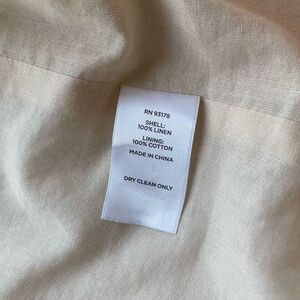 RN 93178
SHELL:
100% LINEN
LINING:
100% COTTON
MADE IN CHINA
DRY CLEAN ONLY